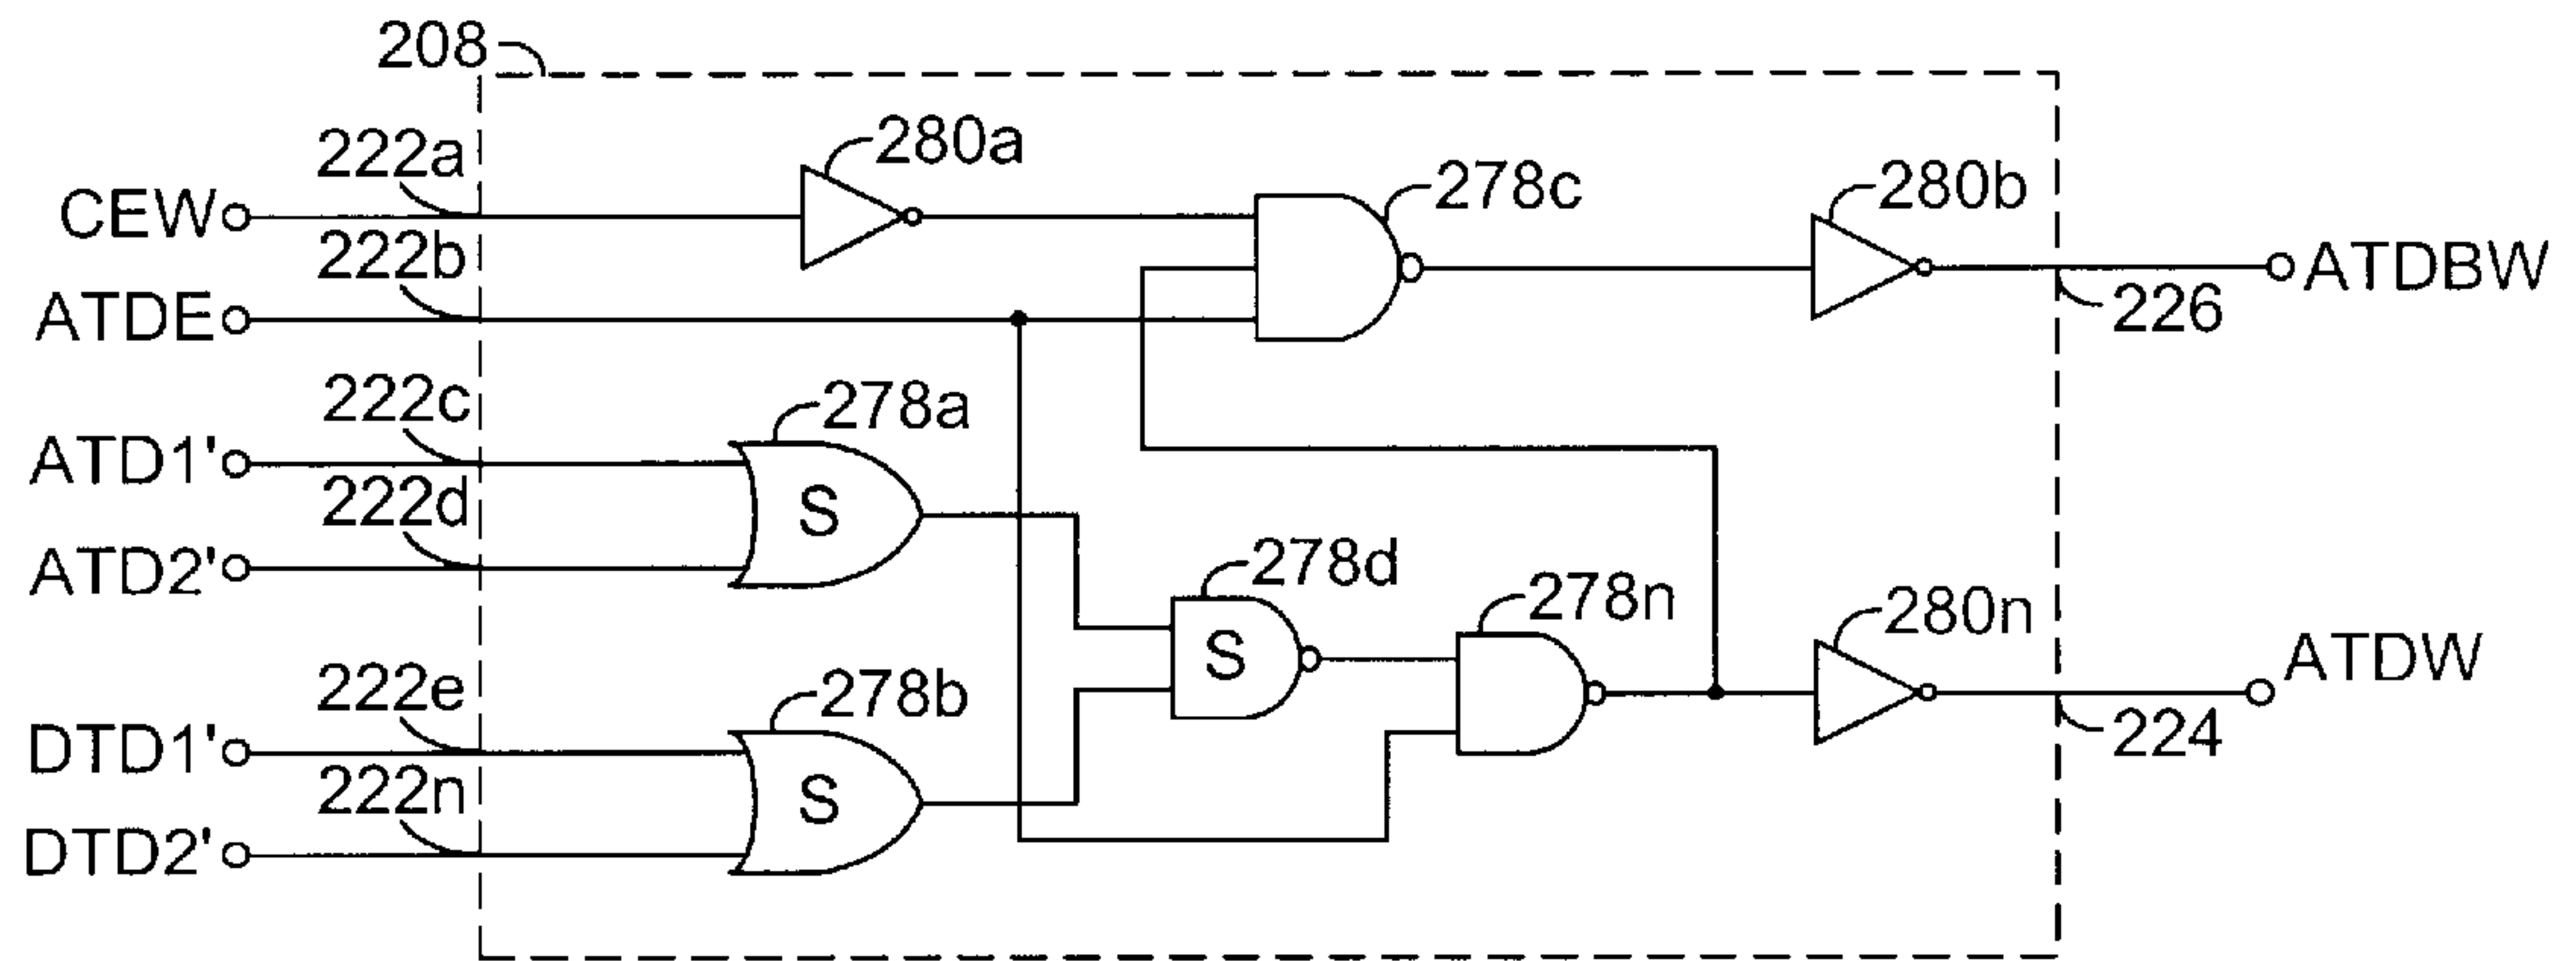 208
222a
280a
278c
280b
CEW
222b
ATDBW
ATDE
226
222c
278a
ATD1'
222d
S
278d
ATD2'
278n
280n
S
ATDW
222e
278b
DTD1'
224
222n
S
DTD2'